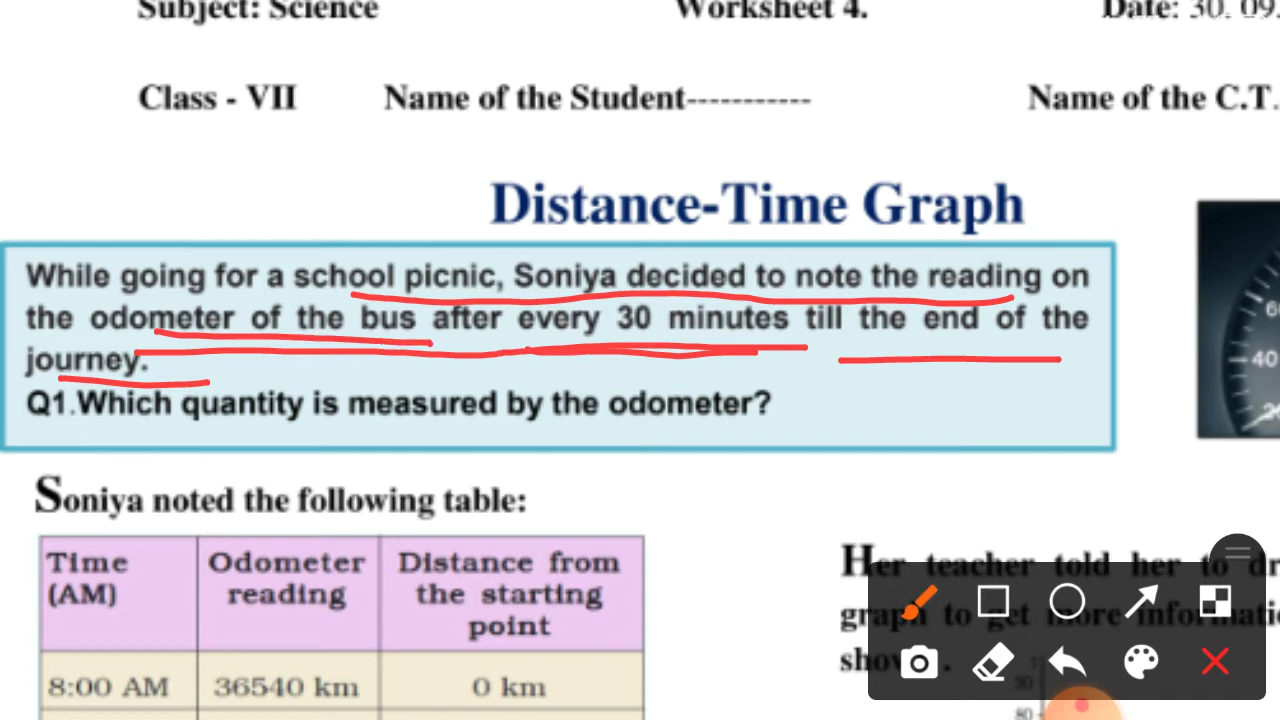 Subject: Science Worksheet 4. Date: 30. 09.
Class - VII Name of the Student----------- Name of the C.T.
Distance-Time Graph
While going for a school picnic, Soniya decided to note the reading on
the odometer of the bus after every 30 minutes till the end of the
journey.
Q1.Which quantity is measured by the odometer?
40
Soniya noted the following table:
Time Odometer Distance from
(AM) reading the starting
point
8:00 AM 36540 km 0 km
Her teacher told her to
graph to get more
80